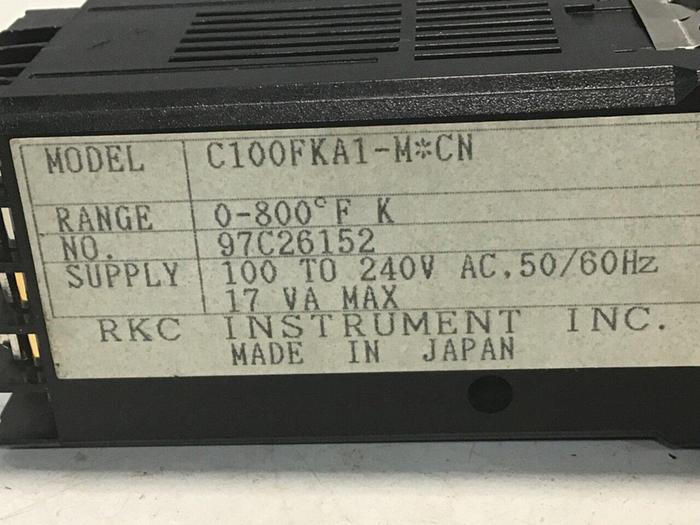 MODEL C100FKA1-M*CN
RANGE 0-800°F K
NO. 97C26152
SUPPLY 100 TO 240V AC.50/60Hz
17 VA MAX
RKC INSTRUMENT INC.
MADE IN JAPAN